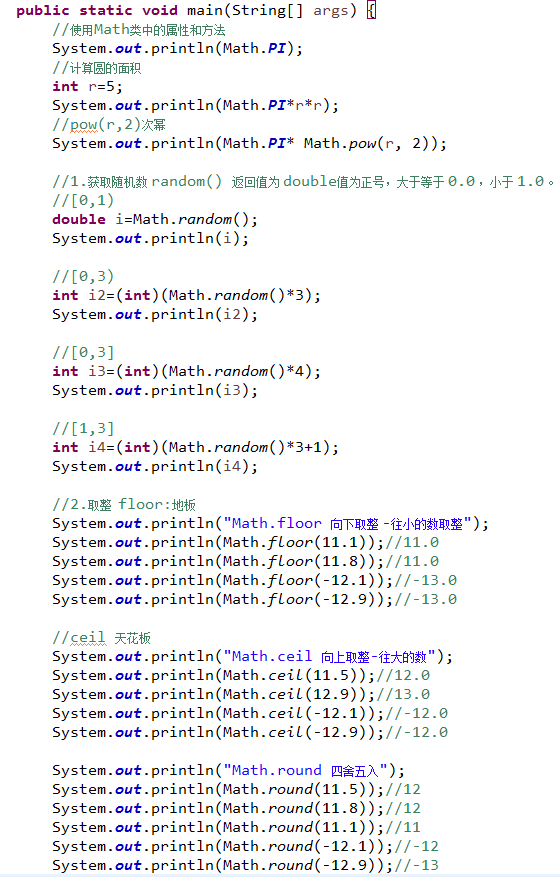 public static void main(String[] args) {
//使用Math类中的属性和方法
System.out.println(Math.PI);
//计算圆的面积
int r=5;
System.out.println(Math.PI*r*r);
//pow(r,2)次幂
System.out.println(Math.PI* Math.pow(r, 2));
//1.获取随机数 random() 返回值为 double值为正号，大于等于 0.0 ，小于 1.0 。
//[0,1)
double i=Math.random();
System.out.println(i);
//[0,3)
int i2=(int)(Math.random()*3);
System.out.println(i2);
//[0,3]
int i3=(int)(Math.random()*4);
System.out.println(i3);
//[1,3]
int i4=(int)(Math.random()*3+1);
System.out.println(i4);
//2.取整 floor:地板
System.out.println("Math.floor 向下取整 -往小的数取整");
System.out.println(Math.floor(11.1));//11.0
System.out.println(Math.floor(11.8));//11.0
System.out.println(Math.floor(-12.1));//-13.0
System.out.println(Math.floor(-12.9));//-13.0
//ceil 天花板
System.out.println("Math.ceil 向上取整-往大的数");
System.out.println(Math.ceil(11.5));//12.0
System.out.println(Math.ceil(12.9));//13.0
System.out.println(Math.ceil(-12.1));//-12.0
System.out.println(Math.ceil(-12.9));//-12.0
System.out.println("Math.round 四舍五入");
System.out.println(Math.round(11.5));//12
System.out.println(Math.round(11.8));//12
System.out.println(Math.round(11.1));//11
System.out.println(Math.round(-12.1));//-12
System.out.println(Math.round(-12.9));//-13